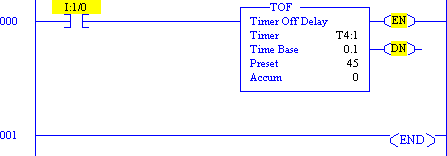 I:1/0
TOF
000
Timer Off Delay
EN
Timer T4:1
Time Base 0.1
DN
Preset 45
Accum 0
001
END